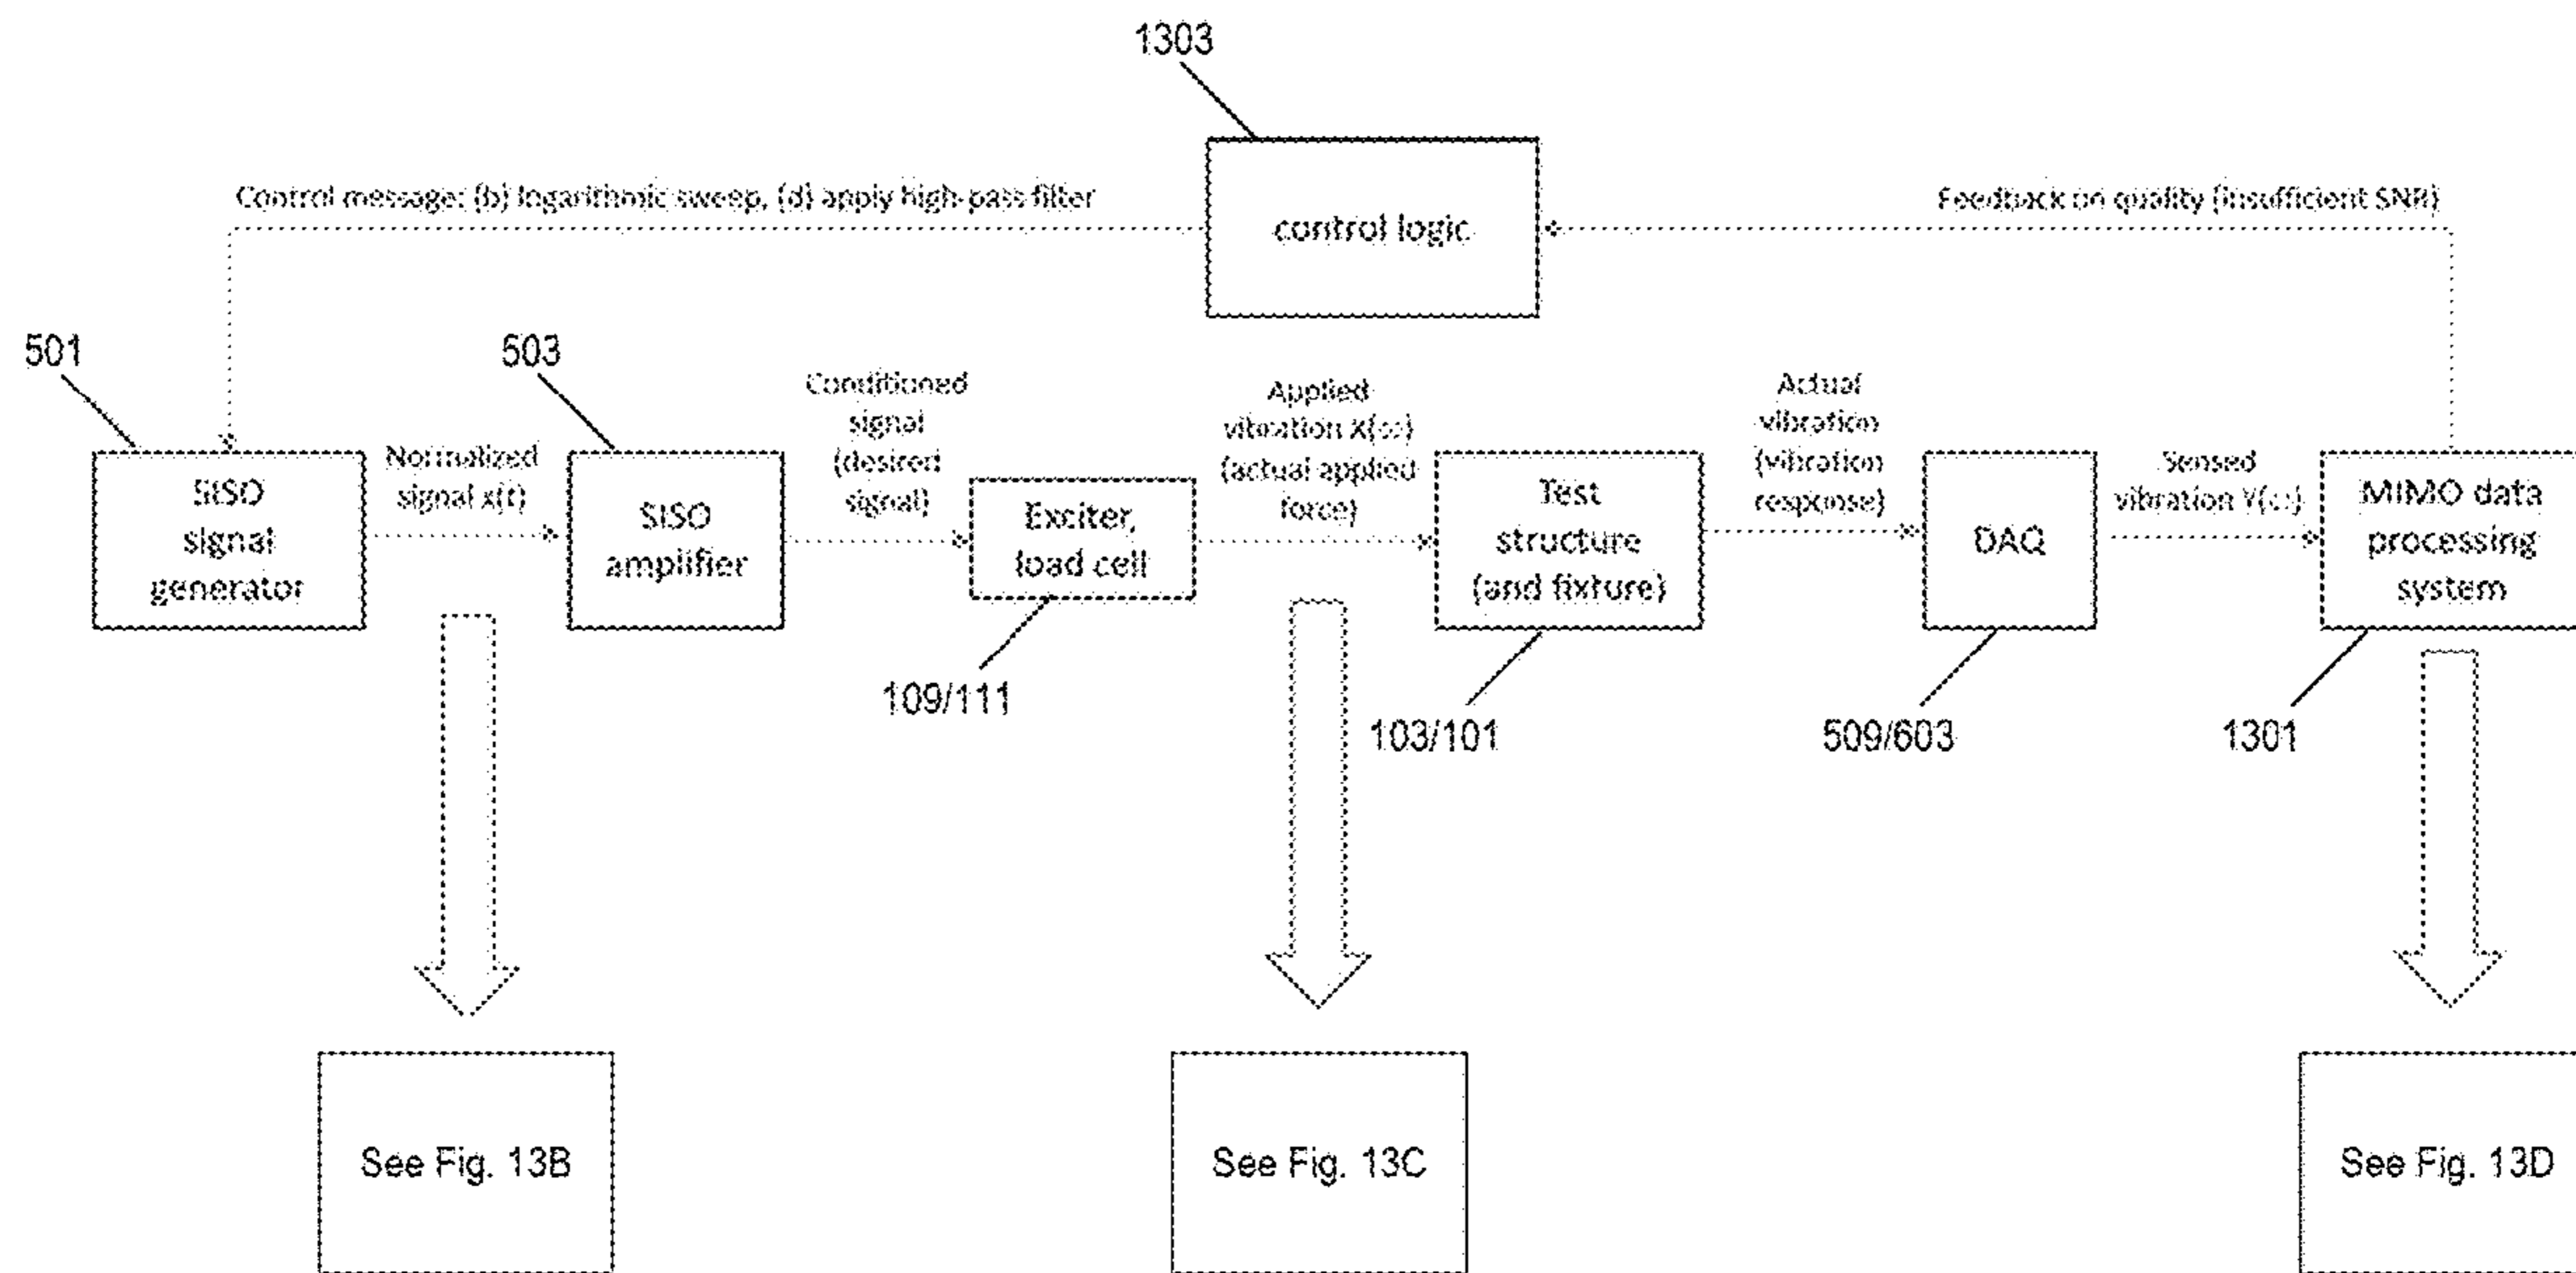 1303
control logic
Control message: (b) logarithmic sweep, (d) apply high-pass filter
Feedback on quality (insufficient SNR)
501
SISO
signal
generator
Normalized
signal x(t)
503
SISO
amplifier
Conditioned
signal
(desired
signal)
Exciter,
load cell
109/111
Applied
vibration X(ω)
(actual applied
force)
Test
structure
(and fixture)
103/101
Actual
vibration
(vibration
response)
DAQ
509/603
Sensed
vibration Y(ω)
MIMO data
processing
system
1301
See Fig. 13B
See Fig. 13C
See Fig. 13D